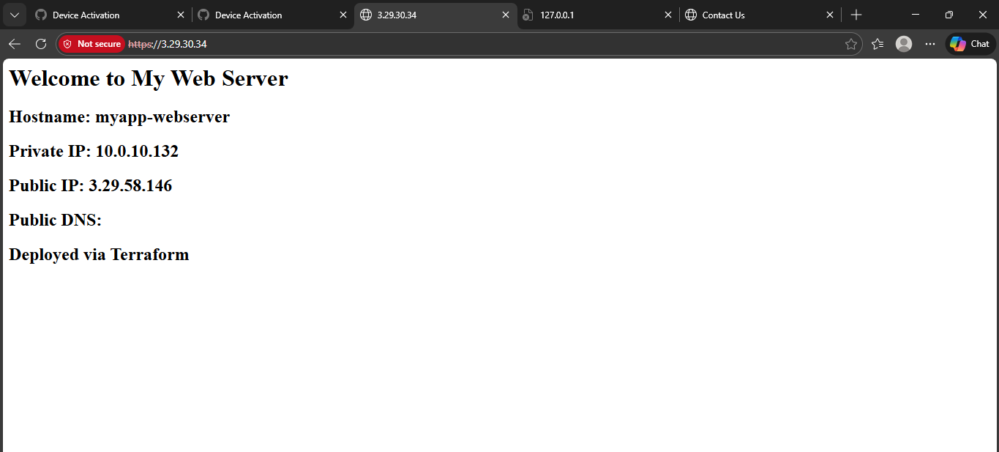 Device Activation
Device Activation
3.29.30.34
127.0.0.1
Contact Us
Not secure
https://3.29.30.34
Chat
Welcome to My Web Server
Hostname: myapp-webserver
Private IP: 10.0.10.132
Public IP: 3.29.58.146
Public DNS:
Deployed via Terraform